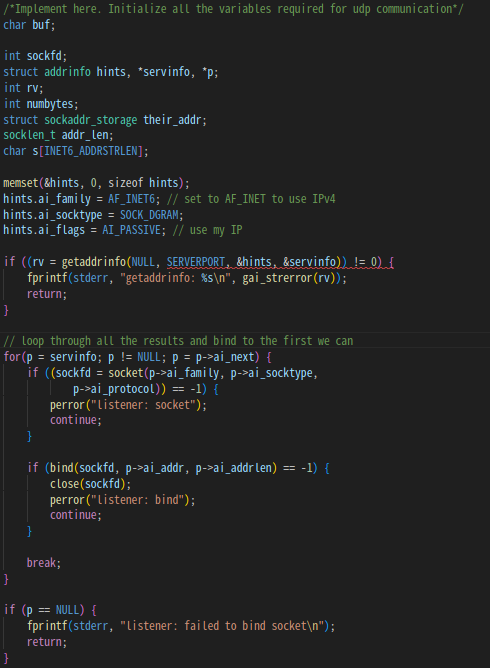 /*Implement here. Initialize all the variables required for udp communication*/
char buf;

int sockfd;
struct addrinfo hints, *servinfo, *p;
int rv;
int numbytes;
struct sockaddr_storage their_addr;
socklen_t addr_len;
char s[INET6_ADDRSTRLEN];

memset(&hints, 0, sizeof hints);
hints.ai_family = AF_INET6; // set to AF_INET to use IPv4
hints.ai_socktype = SOCK_DGRAM;
hints.ai_flags = AI_PASSIVE; // use my IP

if ((rv = getaddrinfo(NULL, SERVERPORT, &hints, &servinfo)) != 0) {
    fprintf(stderr, "getaddrinfo: %s\n", gai_strerror(rv));
    return;
}

// loop through all the results and bind to the first we can
for(p = servinfo; p != NULL; p = p->ai_next) {
    if ((sockfd = socket(p->ai_family, p->ai_socktype,
            p->ai_protocol)) == -1) {
        perror("listener: socket");
        continue;
    }

    if (bind(sockfd, p->ai_addr, p->ai_addrlen) == -1) {
        close(sockfd);
        perror("listener: bind");
        continue;
    }

    break;
}

if (p == NULL) {
    fprintf(stderr, "listener: failed to bind socket\n");
    return;
}